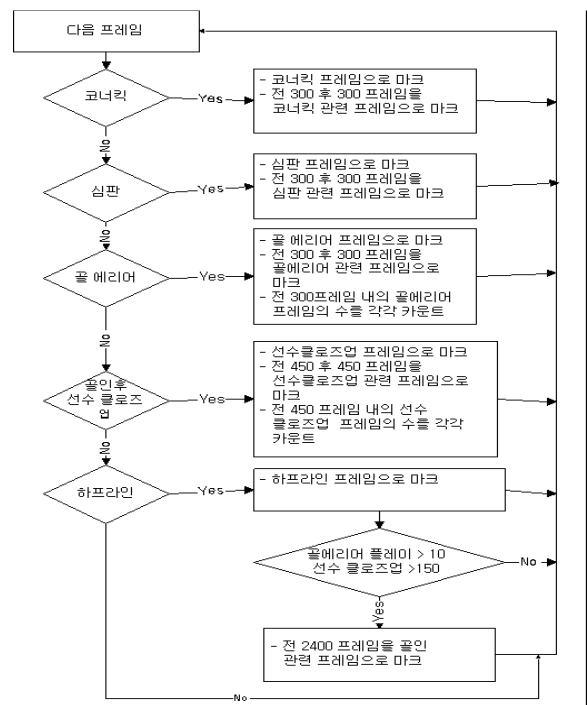 다음 프레임
코너킥
Yes
- 코너킥 프레임으로 마크
- 전 300 후 300 프레임을
코너킥 관련 프레임으로 마크
No
심판
Yes
- 심판 프레임으로 마크
- 전 300 후 300 프레임을
심판 관련 프레임으로 마크
No
골 에리어
Yes
- 골 에리어 프레임으로 마크
- 전 300 후 300 프레임을
골에리어 관련 프레임으로
마크
- 전 300프레임 내의 골에리어
프레임의 수를 각각 카운트
No
골인후
선수 클로즈
업
Yes
- 선수클로즈업 프레임으로 마크
- 전 450 후 450 프레임을
선수클로즈업 관련 프레임으로
마크
- 전 450 프레임 내의 선수
클로즈업 프레임의 수를 각각
카운트
No
하프라인
Yes
- 하프라인 프레임으로 마크
골에리어 플레이 > 10
선수 클로즈업 >150
No
Yes
- 전 2400 프레임을 골인
관련 프레임으로 마크
No